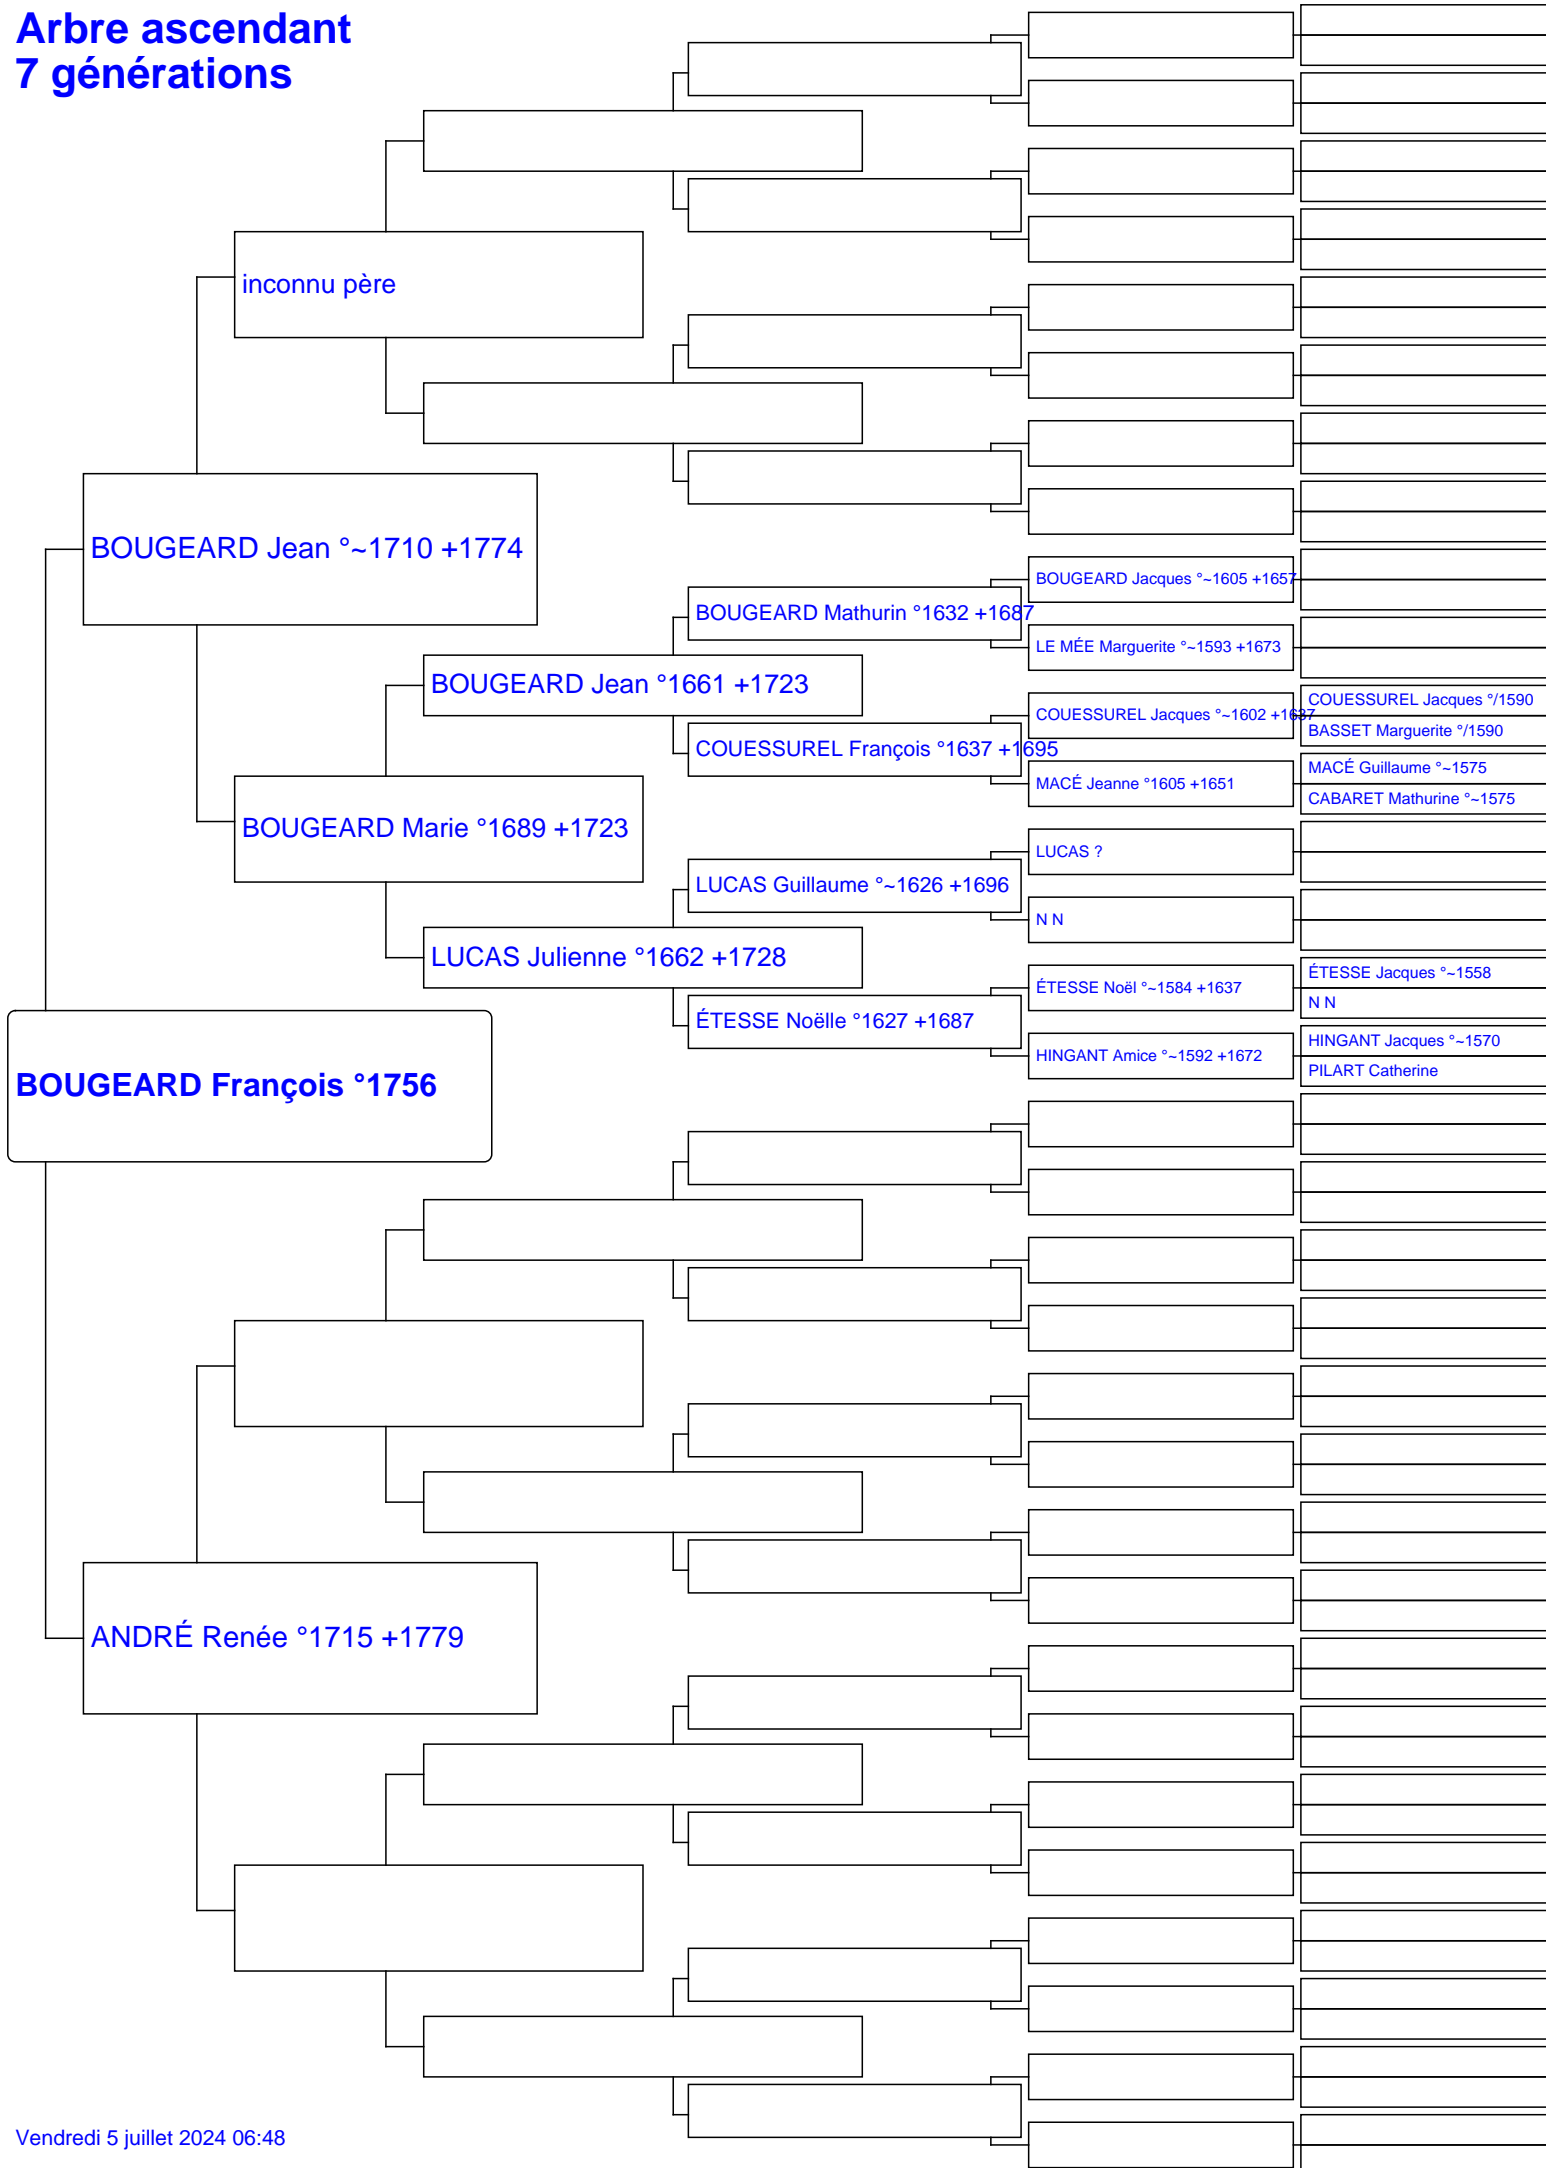 Arbre ascendant
7 générations
inconnu père
BOUGEARD Jean °~1710 +1774
BOUGEARD Jacques °~1605 +1657
BOUGEARD Mathurin °1632 +1687
LE MÉE Marguerite °~1593 +1673
BOUGEARD Jean °1661 +1723
COUESSUREL Jacques °/1590
COUESSUREL Jacques °~1602 +1637
BASSET Marguerite °/1590
COUESSUREL François °1637 +1695
MACÉ Guillaume °~1575
MACÉ Jeanne °1605 +1651
CABARET Mathurine °~1575
BOUGEARD Marie °1689 +1723
LUCAS ?
LUCAS Guillaume °~1626 +1696
N N
LUCAS Julienne °1662 +1728
ÉTESSE Jacques °~1558
ÉTESSE Noël °~1584 +1637
N N
ÉTESSE Noëlle °1627 +1687
HINGANT Jacques °~1570
HINGANT Amice °~1592 +1672
PILART Catherine
BOUGEARD François °1756
ANDRÉ Renée °1715 +1779
Vendredi 5 juillet 2024 06:48